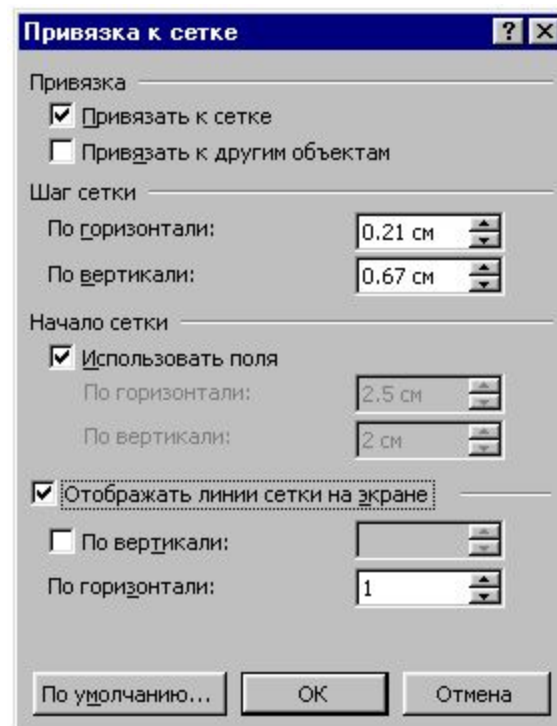 Привязка к сетке
Привязка
Привязать к сетке
Привязать к другим объектам
Шаг сетки
По горизонтали: 0.21 см
По вертикали: 0.67 см
Начало сетки
Использовать поля
По горизонтали: 2.5 см
По вертикали: 2 см
Отображать линии сетки на экране
По вертикали:
По горизонтали: 1
По умолчанию... ОК Отмена